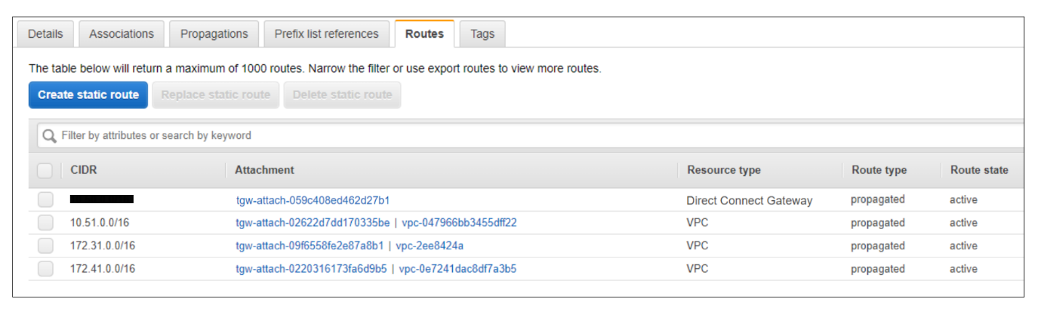 Details Associations Propagations Prefix list references Routes Tags
The table below will return a maximum of 1000 routes. Narrow the filter or use export routes to view more routes.
Create static route Replace static route Delete static route
Filter by attributes or search by keyword
CIDR Attachment Resource type Route type Route state
tgw-attach-059c408ed462d27b1 Direct Connect Gateway propagated active
10.51.0.0/16 tgw-attach-02622d7dd170335be | vpc-047966bb3455dff22 VPC propagated active
172.31.0.0/16 tgw-attach-09f6558fe2e87a8b1 | vpc-2ee8424a VPC propagated active
172.41.0.0/16 tgw-attach-0220316173fa6d9b5 | vpc-0e7241dac8df7a3b5 VPC propagated active